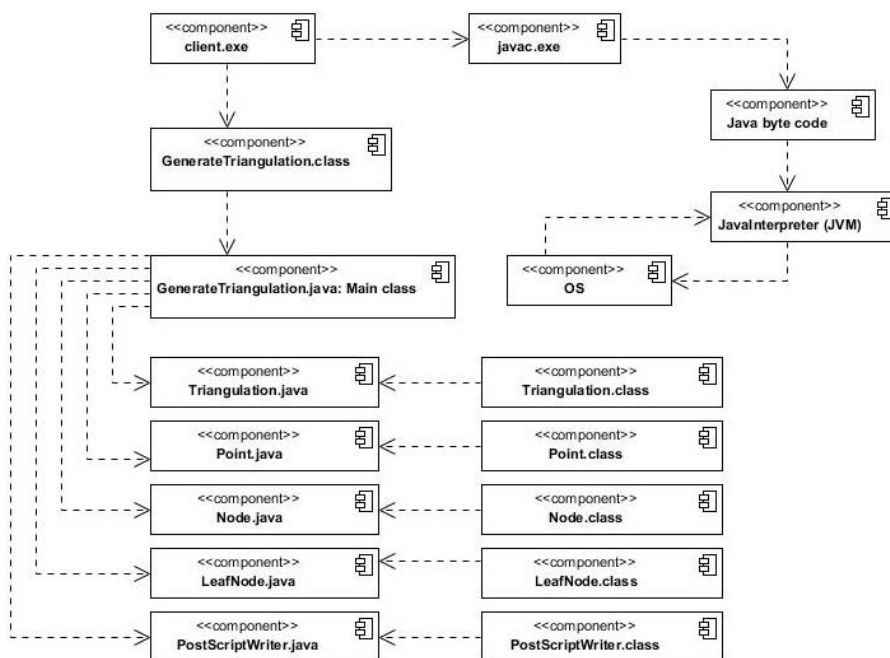 <<component>>
client.exe
<<component>>
javac.exe
<<component>>
Java byte code
<<component>>
GenerateTriangulation.class
<<component>>
JavaInterpreter (JVM)
<<component>>
GenerateTriangulation.java: Main class
<<component>>
OS
<<component>>
Triangulation.java
<<component>>
Triangulation.class
<<component>>
Point.java
<<component>>
Point.class
<<component>>
Node.java
<<component>>
Node.class
<<component>>
LeafNode.java
<<component>>
LeafNode.class
<<component>>
PostScriptWriter.java
<<component>>
PostScriptWriter.class